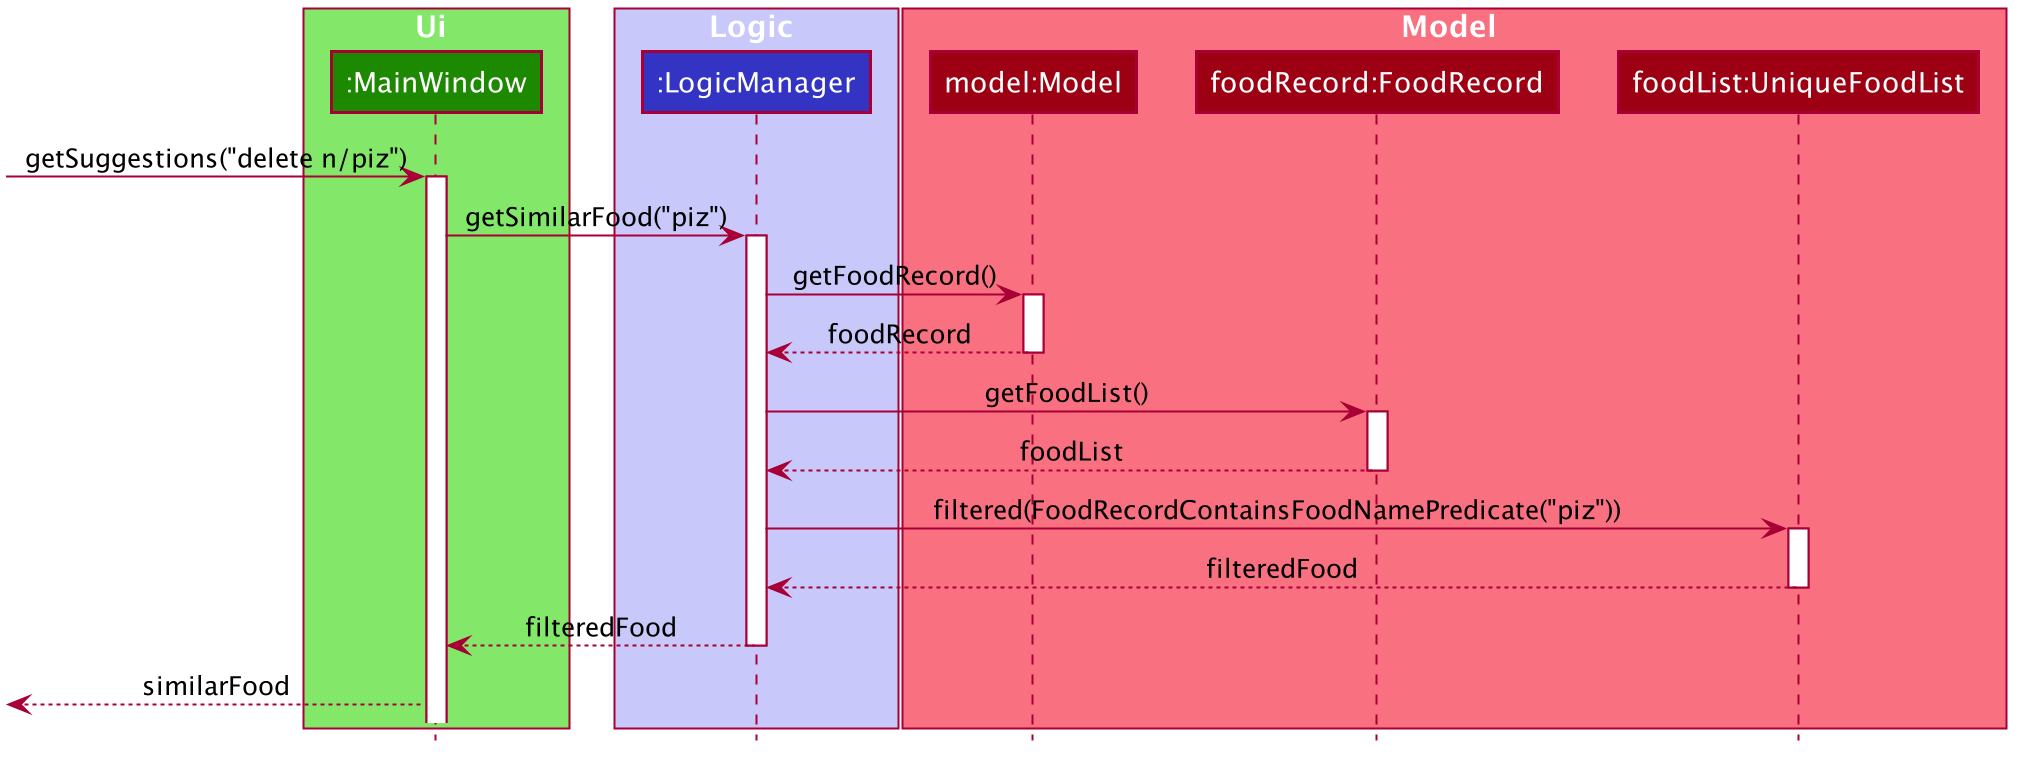 Ui
Logic
Model
:MainWindow
:LogicManager
model:Model
foodRecord:FoodRecord
foodList:UniqueFoodList
getSuggestions("delete n/piz")
getSimilarFood("piz")
getFoodRecord()
foodRecord
getFoodList()
foodList
filtered(FoodRecordContainsFoodNamePredicate("piz"))
filteredFood
filteredFood
similarFood